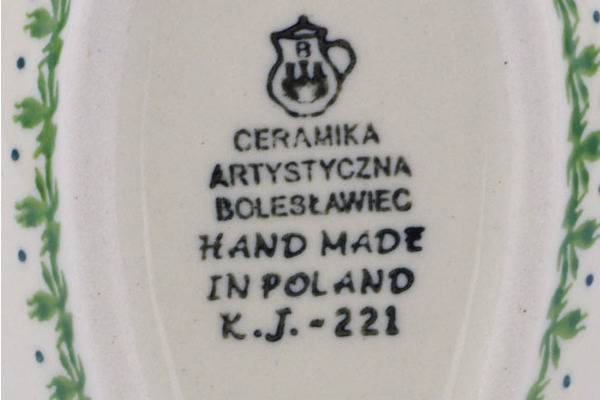 B
CERAMIKA
ARTYSTYCZNA
BOLESŁAWIEC
HAND MADE
IN POLAND
K.J.-221